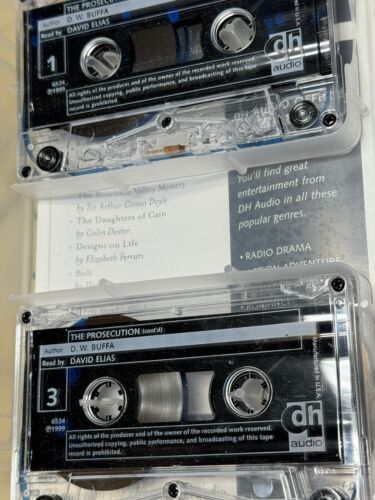 THE PROSECUTION
Author D. W. BUFFA
Read by DAVID ELIAS
1
6534
℗1999
in U.S.A.
dh
audio
All rights of the producer and of the owner of the recorded work reserved.
Unauthorized copying, public performance, and broadcasting of this tape
record is prohibited.
· The Boscombe Valley Mystery
by Sir Arthur Conan Doyle
· The Daughters of Cain
by Colin Dexter
· Designs on Life
by Elizabeth Ferrars
· Bolt
You'll find great
entertainment from
DH Audio in all these
popular genres.
• RADIO DRAMA
THE PROSECUTION (cont'd)
Author D. W. BUFFA
Read by DAVID ELIAS
3
6534
℗1999
Manufactured in U.S.A.
dh
audio
All rights of the producer and of the owner of the recorded work reserved.
Unauthorized copying, public performance, and broadcasting of this tape
record is prohibited.